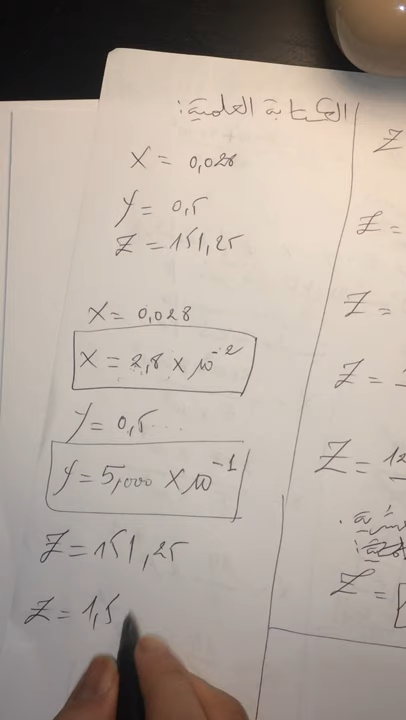 الكتابة العلمية:
X = 0,028
y = 0,5
Z = 151,25
X = 0,028
X = 2,8 × 10⁻²
y = 0,5
y = 5,000 × 10⁻¹
Z = 151,25
Z = 1,5
Z
Z =
Z =
Z =
Z = 12
Z =